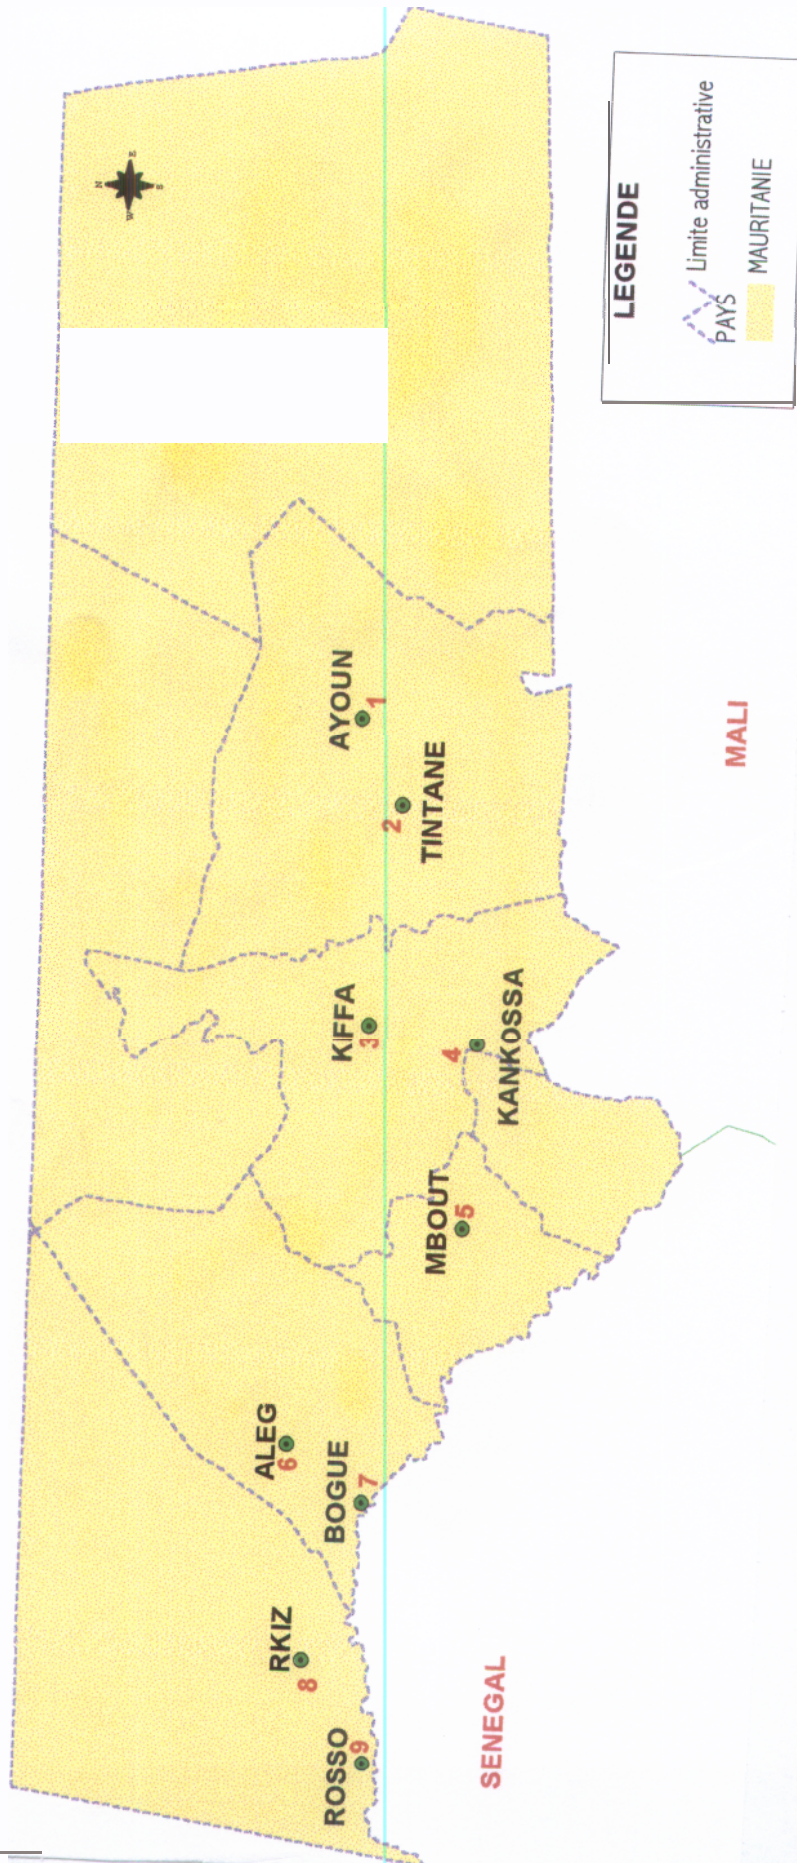 N
W E
S
AYOUN
1
2
TINTANE
KIFFA
3
4
KANKOSSA
MBOUT
5
ALEG
6
BOGUE
7
RKIZ
8
ROSSO
9
SENEGAL
MALI
LEGENDE
Limite administrative
PAYS
MAURITANIE